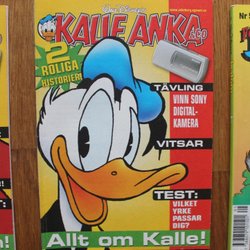 Walt Disney's
KALLE ANKA
&CO
2
ROLIGA
HISTORIER!
TÄVLING
VINN SONY
DIGITAL-
KAMERA
VITSAR
TEST:
VILKET
YRKE
PASSAR
DIG?
Allt om Kalle!
Nr